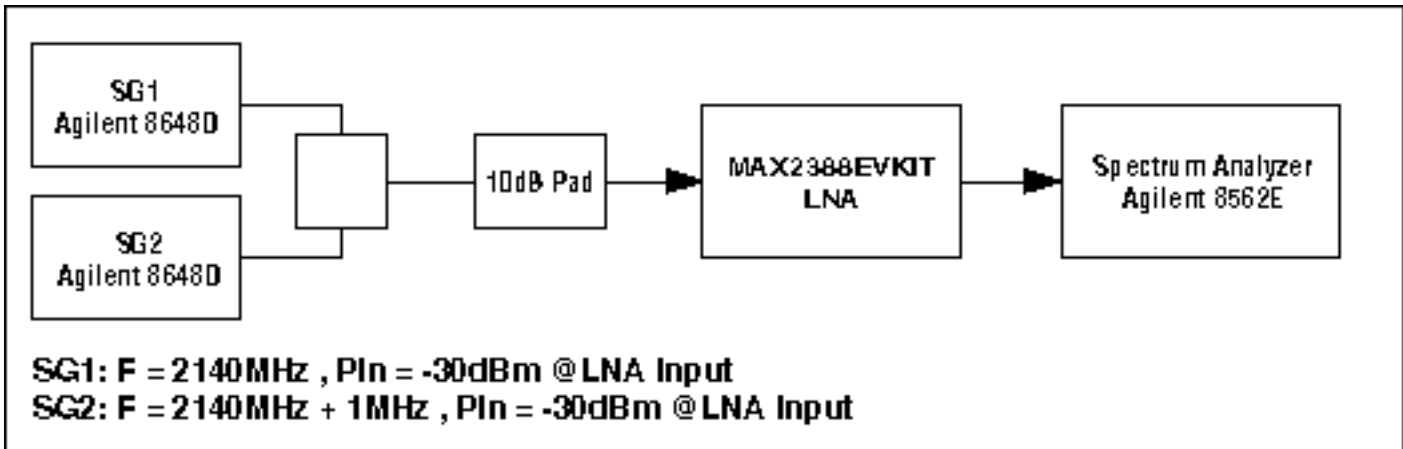 SG1
Agilent 8648D
SG2
Agilent 8648D
10dB Pad
MAX2388EVKIT
LNA
Spectrum Analyzer
Agilent 8562E
SG1: F = 2140MHz , PIn = -30dBm @LNA Input
SG2: F = 2140MHz + 1MHz , PIn = -30dBm @LNA Input